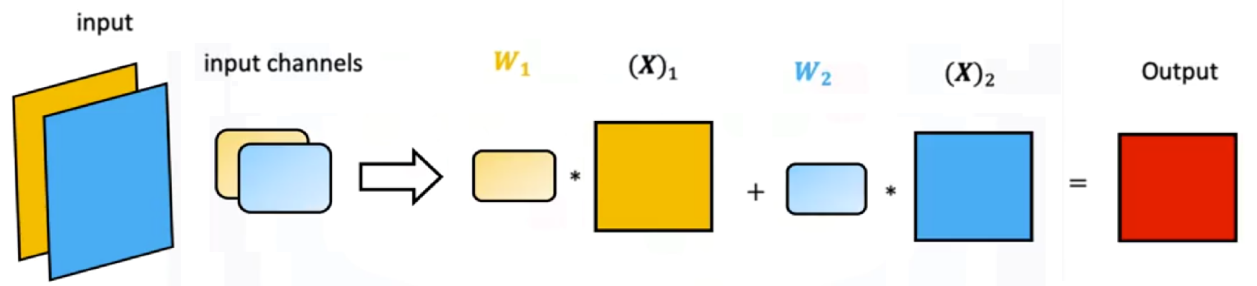 input
input channels
W₁
(X)₁
W₂
(X)₂
Output
* + * =